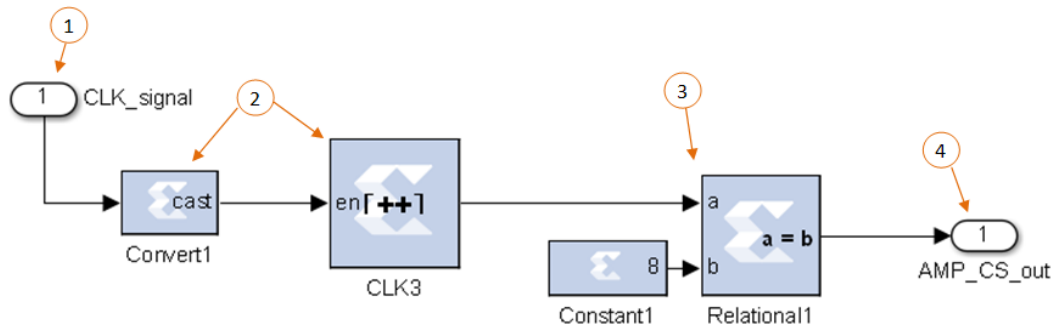 1
1
CLK_signal
2
cast
Convert1
en ⌈++⌉
CLK3
3
a
b
a = b
Relational1
8
Constant1
4
1
AMP_CS_out